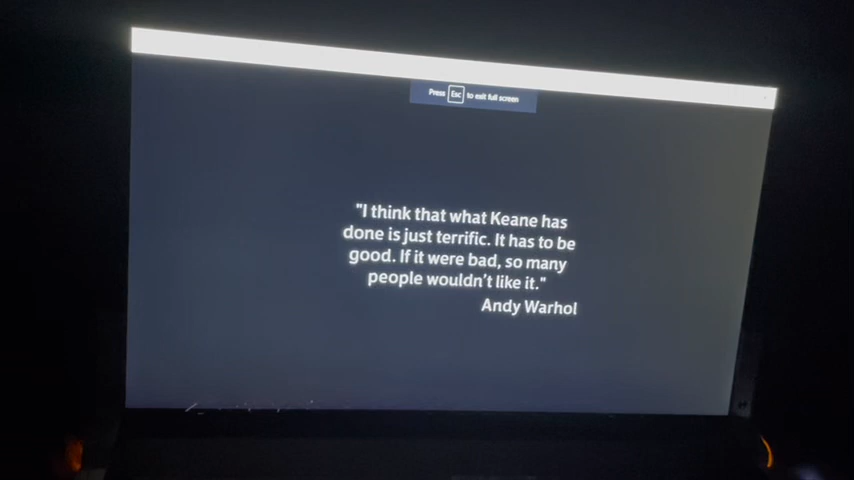 Press Esc to exit full screen
"I think that what Keane has
done is just terrific. It has to be
good. If it were bad, so many
people wouldn't like it."
Andy Warhol